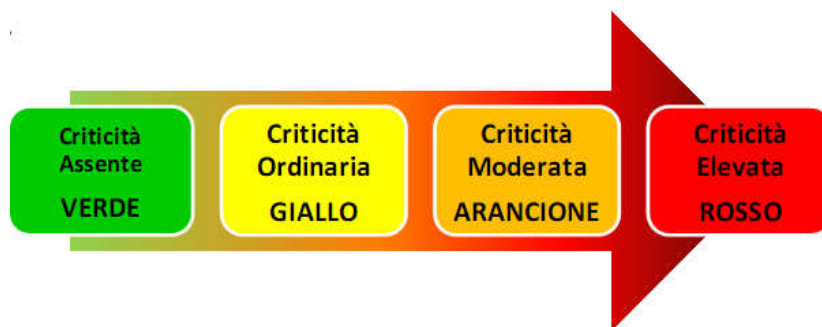 Criticità
Assente
VERDE
Criticità
Ordinaria
GIALLO
Criticità
Moderata
ARANCIONE
Criticità
Elevata
ROSSO